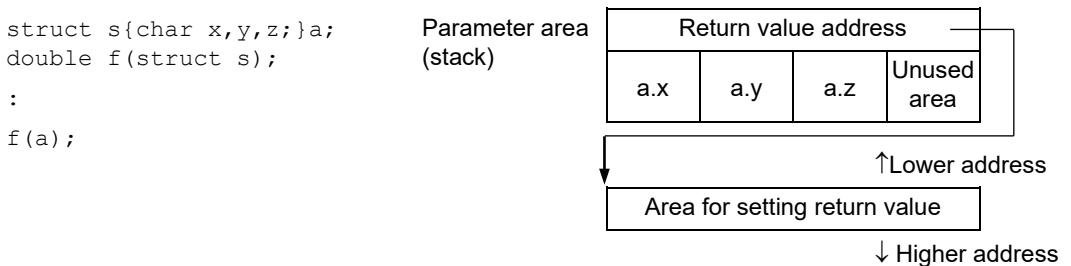 struct s{char x,y,z;}a;
double f(struct s);
:
f(a);
Parameter area
(stack)
Return value address
a.x a.y a.z Unused
area
↑Lower address
Area for setting return value
↓ Higher address